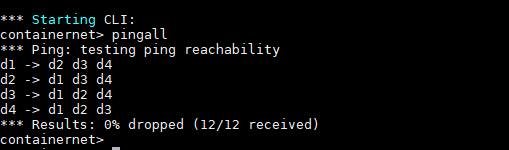 *** Starting CLI:
containernet> pingall
*** Ping: testing ping reachability
d1 -> d2 d3 d4
d2 -> d1 d3 d4
d3 -> d1 d2 d4
d4 -> d1 d2 d3
*** Results: 0% dropped (12/12 received)
containernet>